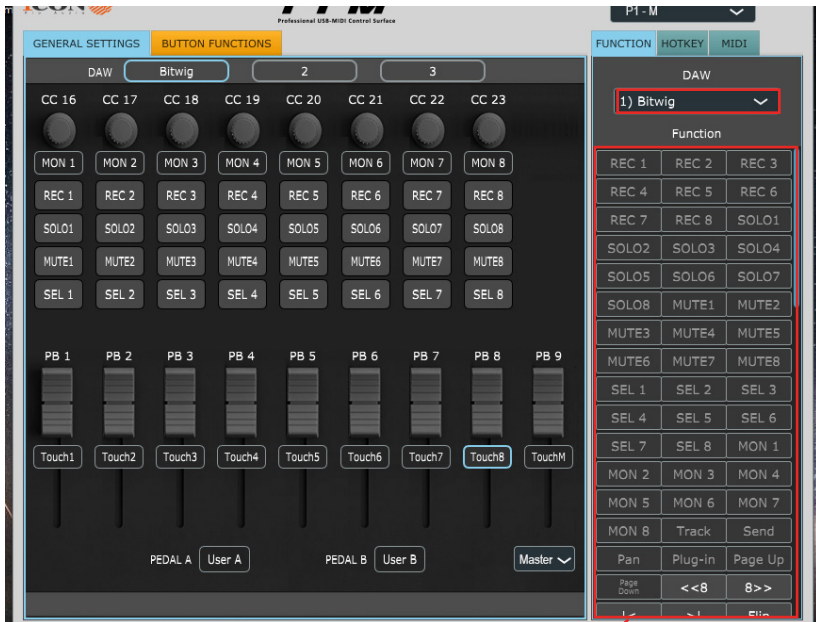 ICON
Professional USB-MIDI Control Surface
P1 - M
GENERAL SETTINGS BUTTON FUNCTIONS
FUNCTION HOTKEY MIDI
DAW Bitwig 2 3
CC 16 CC 17 CC 18 CC 19 CC 20 CC 21 CC 22 CC 23
MON 1 MON 2 MON 3 MON 4 MON 5 MON 6 MON 7 MON 8
REC 1 REC 2 REC 3 REC 4 REC 5 REC 6 REC 7 REC 8
SOLO1 SOLO2 SOLO3 SOLO4 SOLO5 SOLO6 SOLO7 SOLO8
MUTE1 MUTE2 MUTE3 MUTE4 MUTE5 MUTE6 MUTE7 MUTE8
SEL 1 SEL 2 SEL 3 SEL 4 SEL 5 SEL 6 SEL 7 SEL 8
PB 1 PB 2 PB 3 PB 4 PB 5 PB 6 PB 7 PB 8 PB 9
Touch1 Touch2 Touch3 Touch4 Touch5 Touch6 Touch7 Touch8 TouchM
PEDAL A User A PEDAL B User B Master
DAW
1) Bitwig
Function
REC 1 REC 2 REC 3
REC 4 REC 5 REC 6
REC 7 REC 8 SOLO1
SOLO2 SOLO3 SOLO4
SOLO5 SOLO6 SOLO7
SOLO8 MUTE1 MUTE2
MUTE3 MUTE4 MUTE5
MUTE6 MUTE7 MUTE8
SEL 1 SEL 2 SEL 3
SEL 4 SEL 5 SEL 6
SEL 7 SEL 8 MON 1
MON 2 MON 3 MON 4
MON 5 MON 6 MON 7
MON 8 Track Send
Pan Plug-in Page Up
Page Down <<8 8>>
|< >| Flip